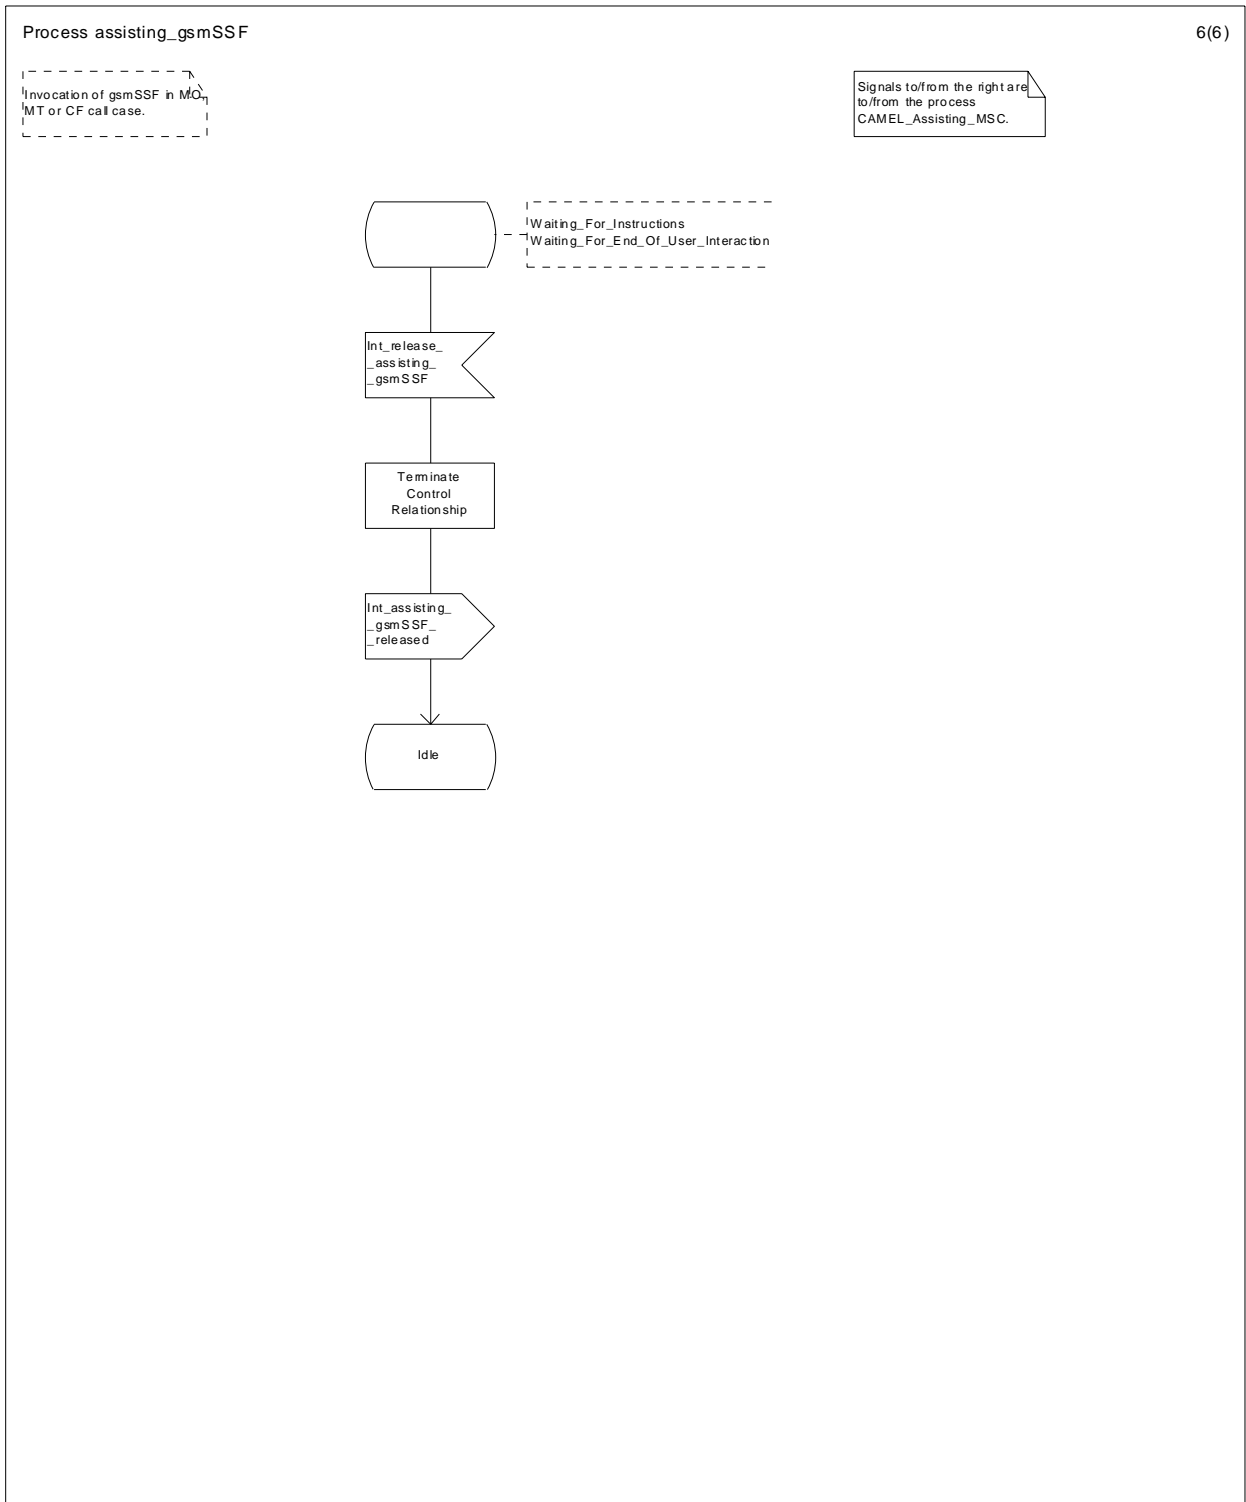 Process assisting_gsmSSF
6(6)
Invocation of gsmSSF in MO,
MT or CF call case.
Signals to/from the right are
to/from the process
CAMEL_Assisting_MSC.
Waiting_For_Instructions
Waiting_For_End_Of_User_Interaction
Int_release_
_assisting_
_gsmSSF
Terminate
Control
Relationship
Int_assisting_
_gsmSSF_
_released
Idle